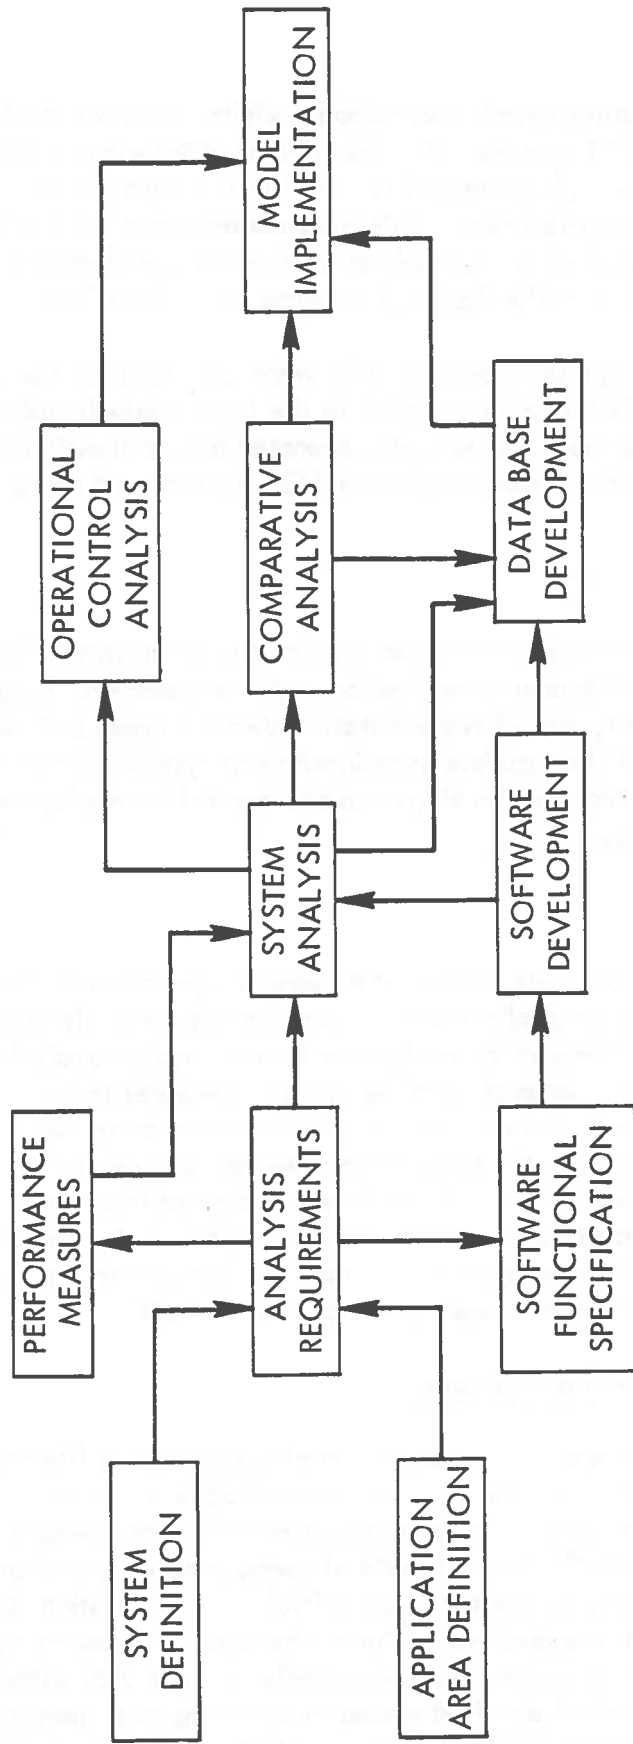 SYSTEM
DEFINITION
APPLICATION
AREA DEFINITION
PERFORMANCE
MEASURES
ANALYSIS
REQUIREMENTS
SOFTWARE
FUNCTIONAL
SPECIFICATION
SYSTEM
ANALYSIS
SOFTWARE
DEVELOPMENT
OPERATIONAL
CONTROL
ANALYSIS
COMPARATIVE
ANALYSIS
DATA BASE
DEVELOPMENT
MODEL
IMPLEMENTATION